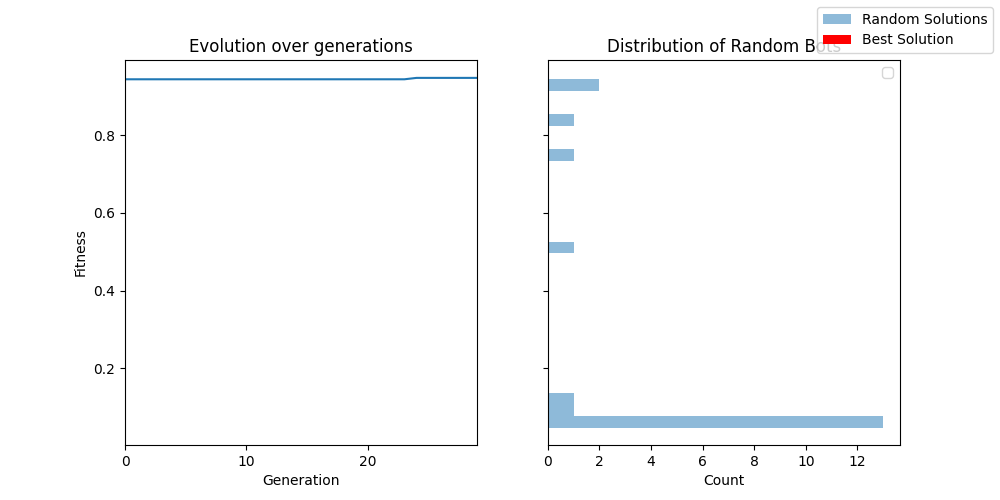 Random Solutions
Best Solution
Evolution over generations
Distribution of Random Bots
Fitness
0.8
0.6
0.4
0.2
0 10 20
Generation
0 2 4 6 8 10 12
Count